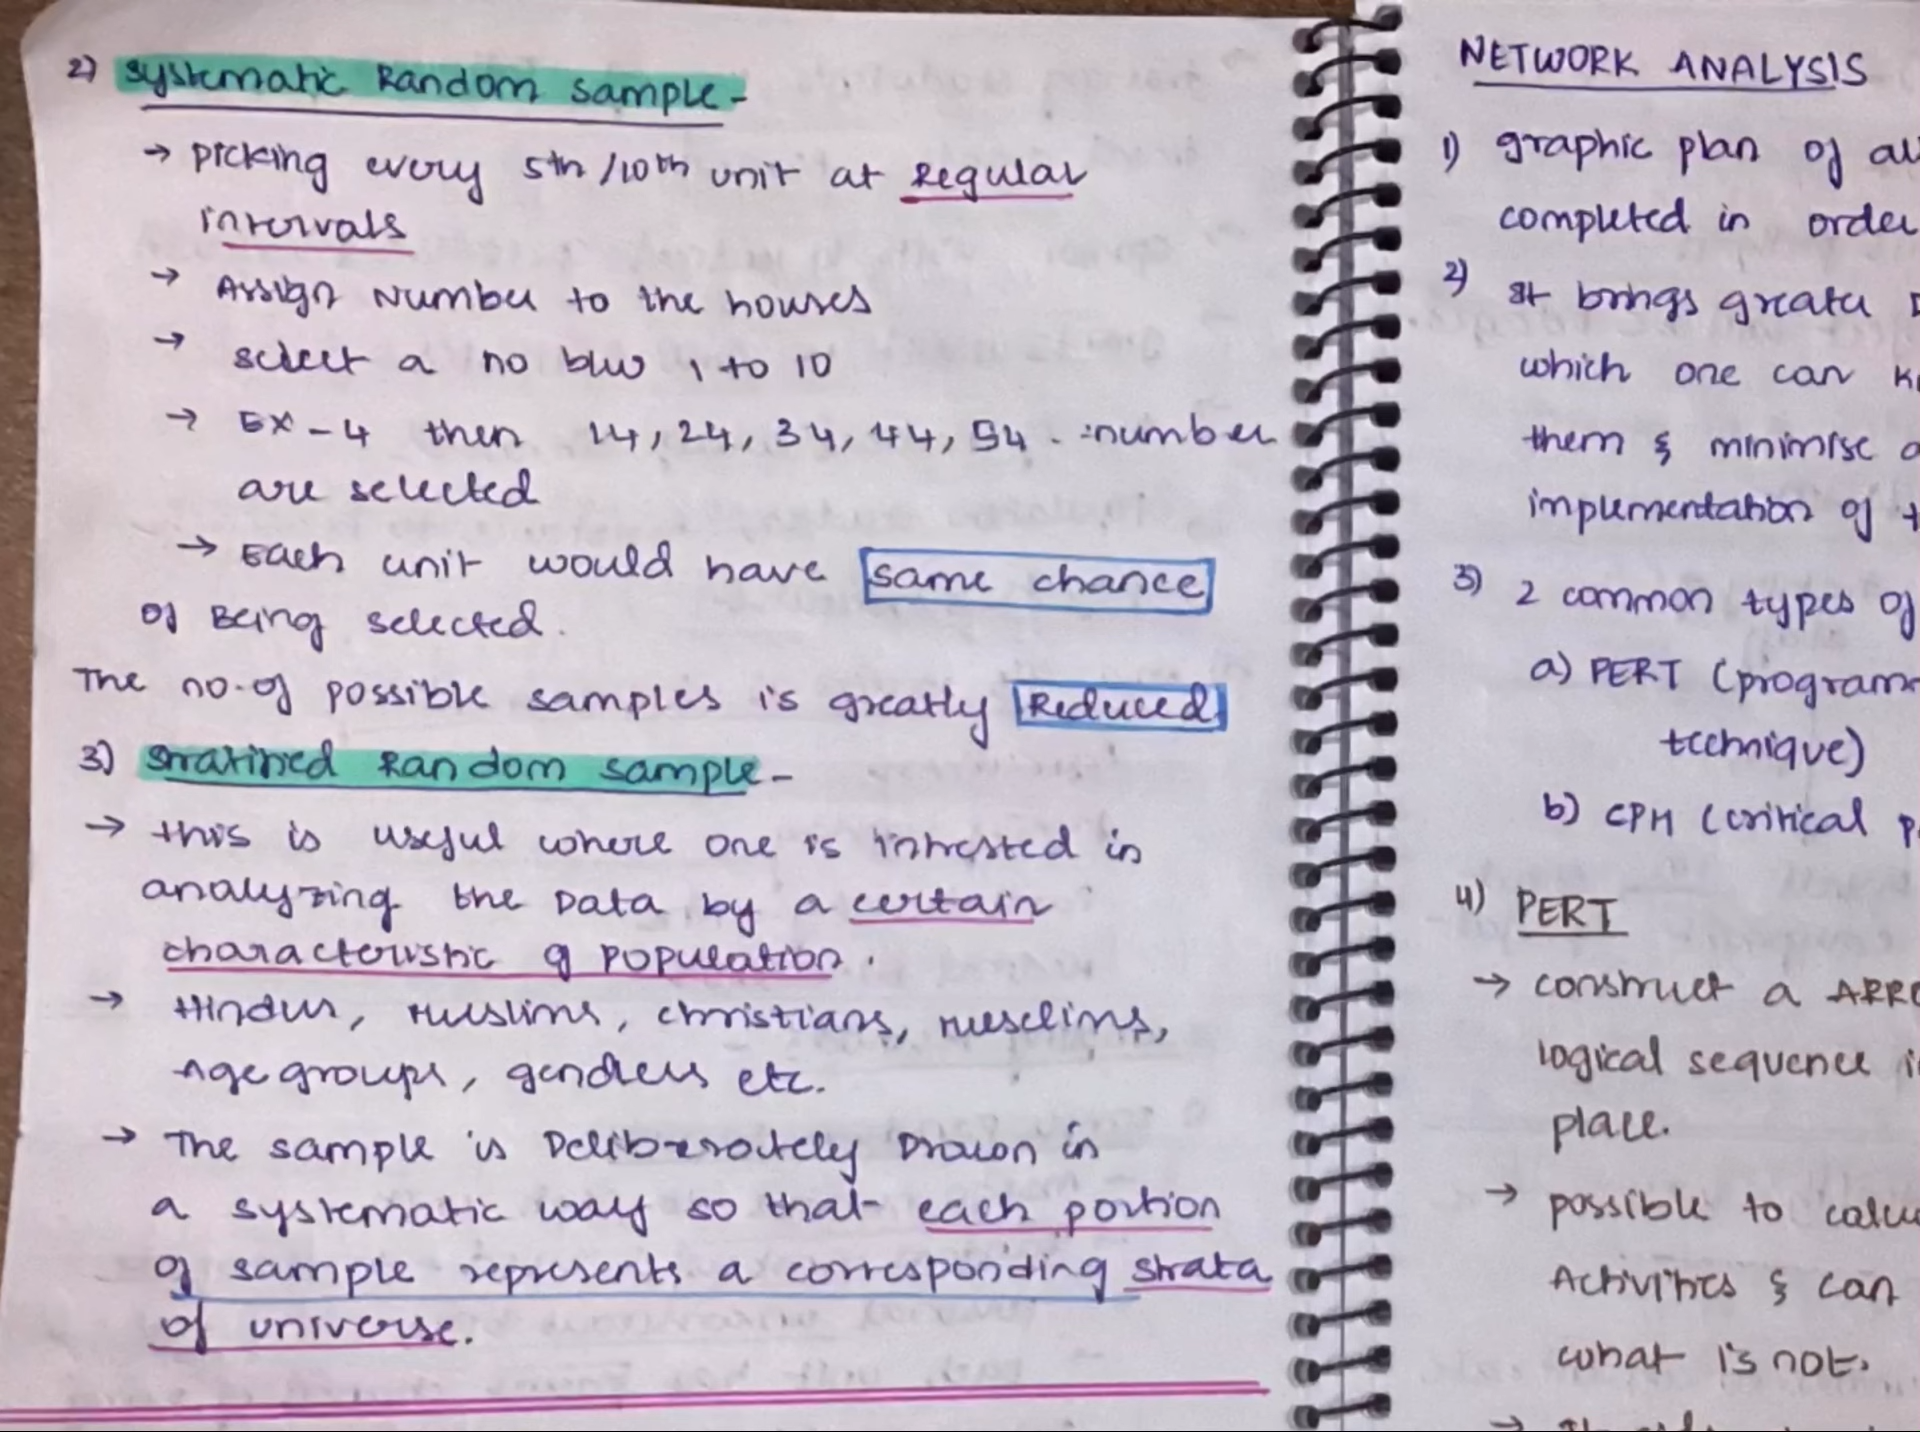 2) Systematic Random Sample-
→ Picking every 5th/10th unit at Regular
intervals
→ Assign Number to the houses
→ select a no b/w 1 to 10
→ Ex-4 then 14, 24, 34, 44, 54 . :number
are selected
→ Each unit would have same chance
of Being selected.
The no. of possible samples is greatly Reduced
3) Stratified Random Sample-
→ this is useful where one is intrested in
analyzing the Data by a certain
characteristic of population.
→ Hindus, Muslims, Christians, Musclims,
Age groups, genders etc.
→ The sample is Deliberately Drawn in
a systematic way so that each portion
of sample represents a corresponding strata
of universe.
NETWORK ANALYSIS
1) graphic plan of al
completed in order
2) It brings greater
which one can K
them & minimise
implementation of t
3) 2 common types of
a) PERT (program
technique)
b) CPM (critical p
4) PERT
→ construct a ARRO
logical sequence i
place.
→ possible to calcu
Activities & can
what is not.
→